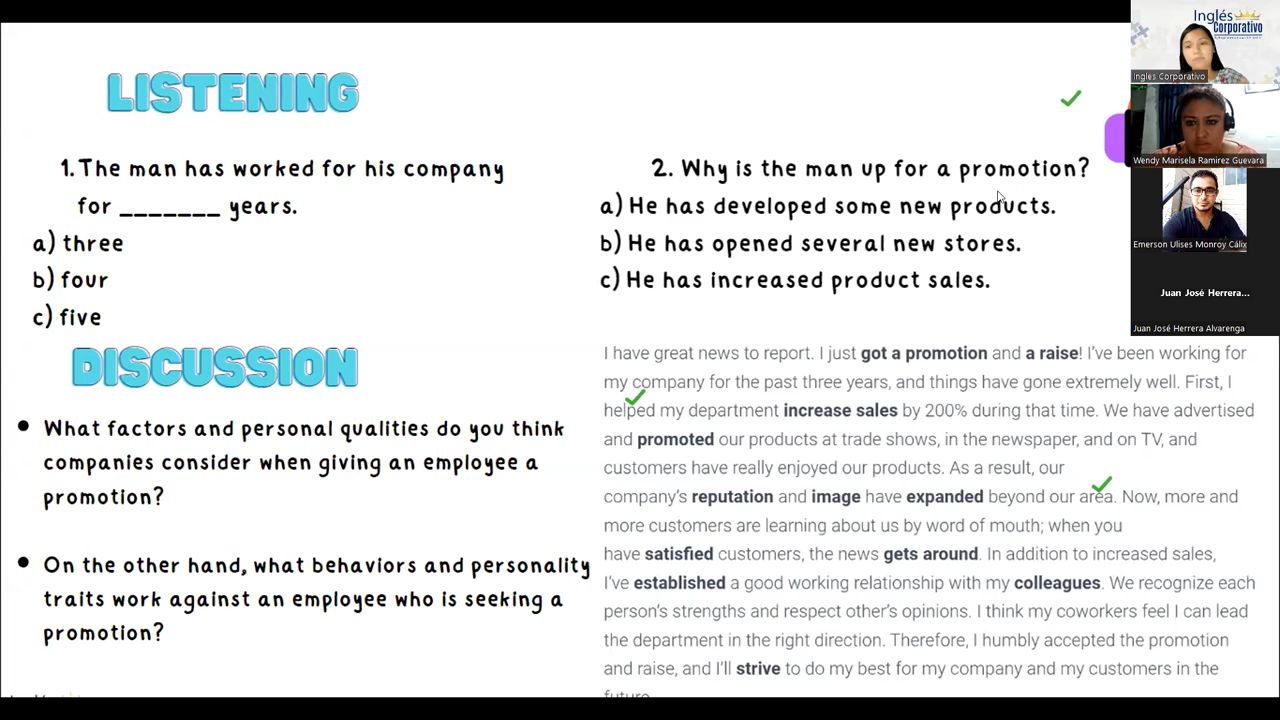 LISTENING
1. The man has worked for his company
for _______ years.
a) three
b) four
c) five
2. Why is the man up for a promotion?
a) He has developed some new products.
b) He has opened several new stores.
c) He has increased product sales.
DISCUSSION
What factors and personal qualities do you think
companies consider when giving an employee a
promotion?
On the other hand, what behaviors and personality
traits work against an employee who is seeking a
promotion?
I have great news to report. I just got a promotion and a raise! I've been working for
my company for the past three years, and things have gone extremely well. First, I
helped my department increase sales by 200% during that time. We have advertised
and promoted our products at trade shows, in the newspaper, and on TV, and
customers have really enjoyed our products. As a result, our
company's reputation and image have expanded beyond our area. Now, more and
more customers are learning about us by word of mouth; when you
have satisfied customers, the news gets around. In addition to increased sales,
I've established a good working relationship with my colleagues. We recognize each
person's strengths and respect other's opinions. I think my coworkers feel I can lead
the department in the right direction. Therefore, I humbly accepted the promotion
and raise, and I'll strive to do my best for my company and my customers in the
future.
Inglés
Corporativo
Ingles Corporativo
Wendy Marisela Ramirez Guevara
Emerson Ulises Monroy Cálix
Juan José Herrera...
Juan José Herrera Alvarenga